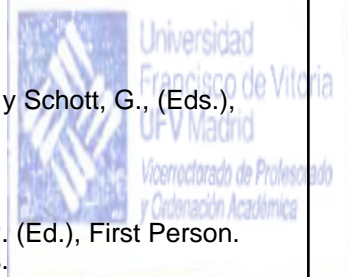 Universidad
Francisco de Vitoria
UFV Madrid
y Schott, G., (Eds.),
Vicerrectorado de Profesorado
y Ordenación Académica
. (Ed.), First Person.